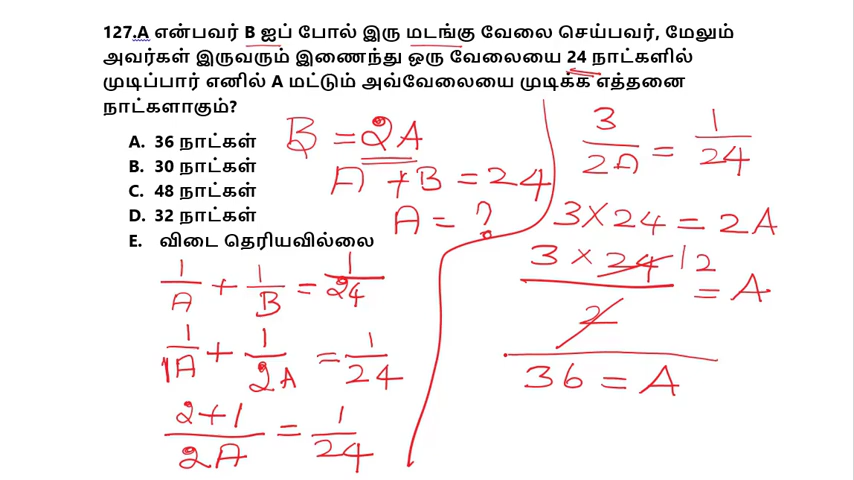 127.A என்பவர் B ஐப் போல் இரு மடங்கு வேலை செய்பவர், மேலும்
அவர்கள் இருவரும் இணைந்து ஒரு வேலையை 24 நாட்களில்
முடிப்பார் எனில் A மட்டும் அவ்வேலையை முடிக்க எத்தனை
நாட்களாகும்?
A. 36 நாட்கள்
B. 30 நாட்கள்
C. 48 நாட்கள்
D. 32 நாட்கள்
E. விடை தெரியவில்லை
B = 2A
A + B = 24
A = ?
1/A + 1/B = 1/24
1/1A + 1/2A = 1/24
2+1/2A = 1/24
3/2A = 1/24
3 X 24 = 2A
3 X 24 12/2 = A
36 = A